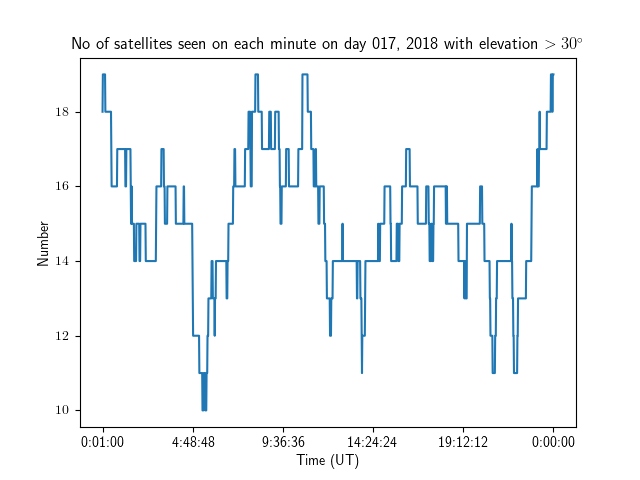 No of satellites seen on each minute on day 017, 2018 with elevation > 30°
18
16
14
12
10
Number
0:01:00 4:48:48 9:36:36 14:24:24 19:12:12 0:00:00
Time (UT)